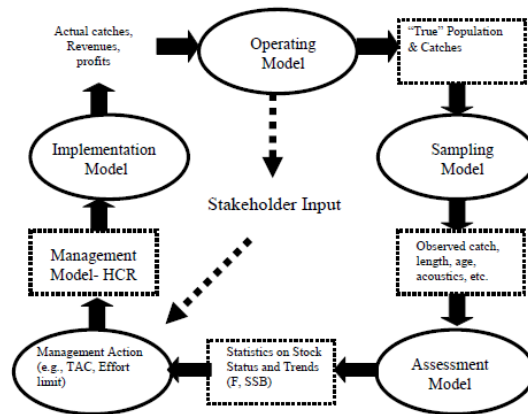 Actual catches,
Revenues,
profits
Operating
Model
“True” Population
& Catches
Implementation
Model
Sampling
Model
Stakeholder Input
Management
Model- HCR
Observed catch,
length, age,
acoustics, etc.
Management Action
(e.g., TAC, Effort
limit)
Statistics on Stock
Status and Trends
(F, SSB)
Assessment
Model